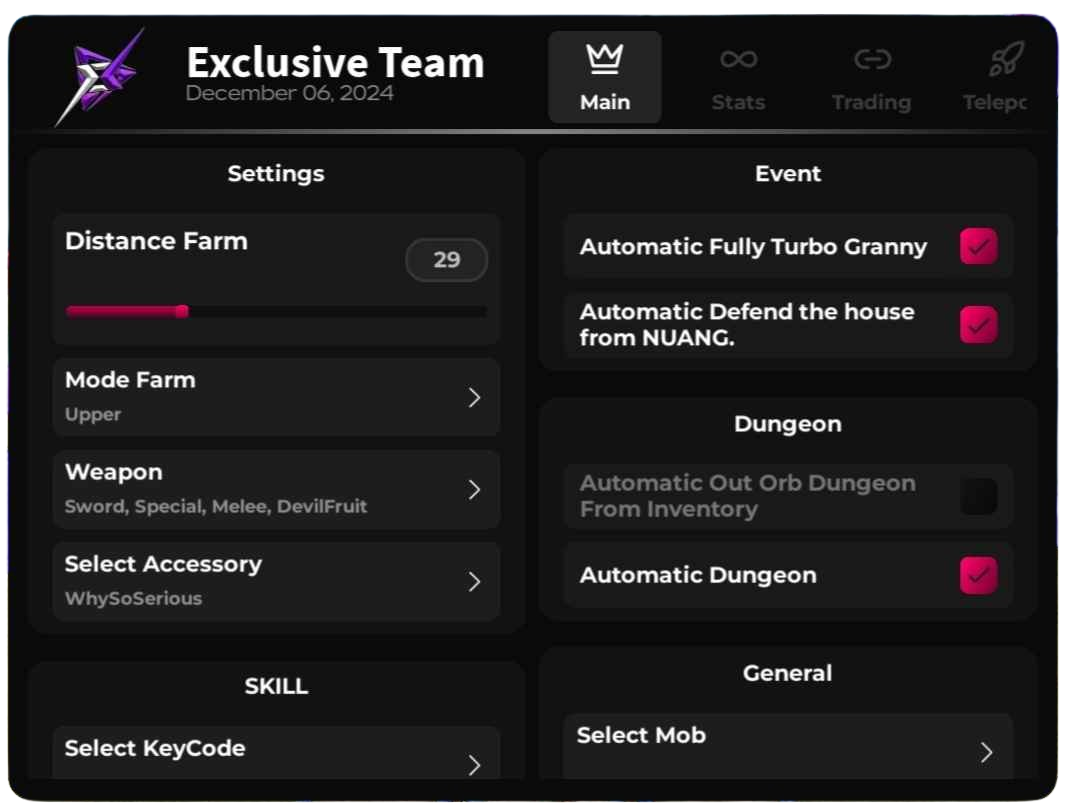 Exclusive Team
December 06, 2024
Main
Stats
Trading
Telepo
Settings
Distance Farm
29
Mode Farm
Upper
Weapon
Sword, Special, Melee, DevilFruit
Select Accessory
WhySoSerious
SKILL
Select KeyCode
Event
Automatic Fully Turbo Granny
Automatic Defend the house
from NUANG.
Dungeon
Automatic Out Orb Dungeon
From Inventory
Automatic Dungeon
General
Select Mob